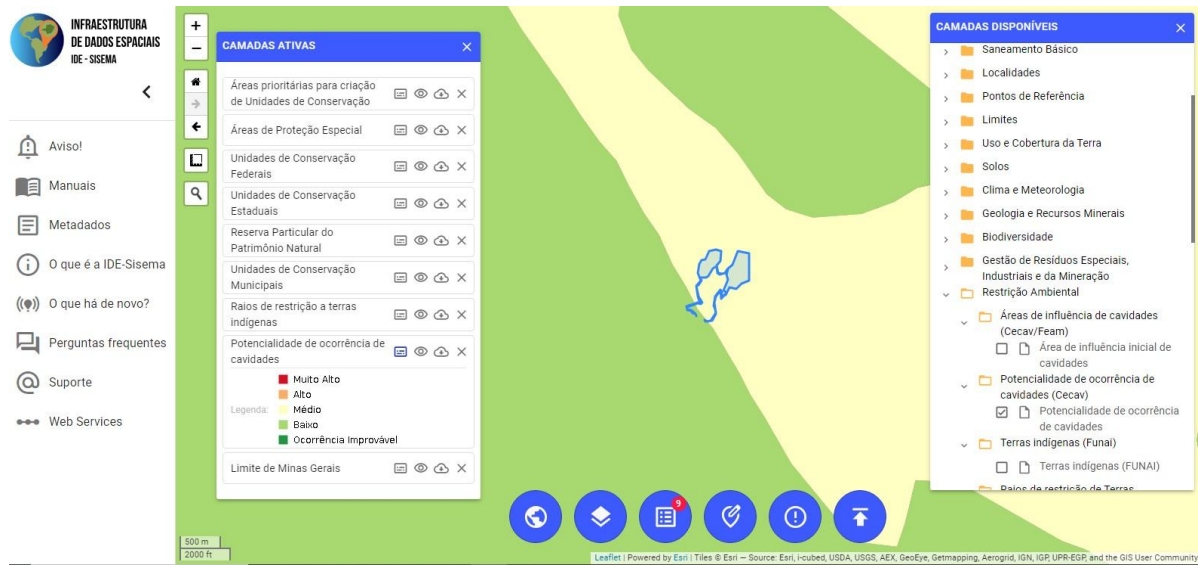 INFRAESTRUTURA
DE DADOS ESPACIAIS
IDE - SISEMA
Aviso!
Manuais
Metadados
O que é a IDE-Sisema
O que há de novo?
Perguntas frequentes
Suporte
Web Services
+
−
CAMADAS ATIVAS
Áreas prioritárias para criação
de Unidades de Conservação
Áreas de Proteção Especial
Unidades de Conservação
Federais
Unidades de Conservação
Estaduais
Reserva Particular do
Patrimônio Natural
Unidades de Conservação
Municipais
Raios de restrição a terras
indígenas
Potencialidade de ocorrência de
cavidades
Legenda:
Muito Alto
Alto
Médio
Baixo
Ocorrência Improvável
Limite de Minas Gerais
500 m
2000 ft
9
CAMADAS DISPONÍVEIS
Saneamento Básico
Localidades
Pontos de Referência
Limites
Uso e Cobertura da Terra
Solos
Clima e Meteorologia
Geologia e Recursos Minerais
Biodiversidade
Gestão de Resíduos Especiais,
Industriais e da Mineração
Restrição Ambiental
Áreas de influência de cavidades
(Cecav/Feam)
Área de influência inicial de
cavidades
Potencialidade de ocorrência de
cavidades (Cecav)
Potencialidade de ocorrência
de cavidades
Terras indígenas (Funai)
Terras indígenas (FUNAI)
Raios de restrição de Terras
Leaflet | Powered by Esri | Tiles © Esri — Source: Esri, i-cubed, USDA, USGS, AEX, GeoEye, Getmapping, Aerogrid, IGN, IGP, UPR-EGP, and the GIS User Community